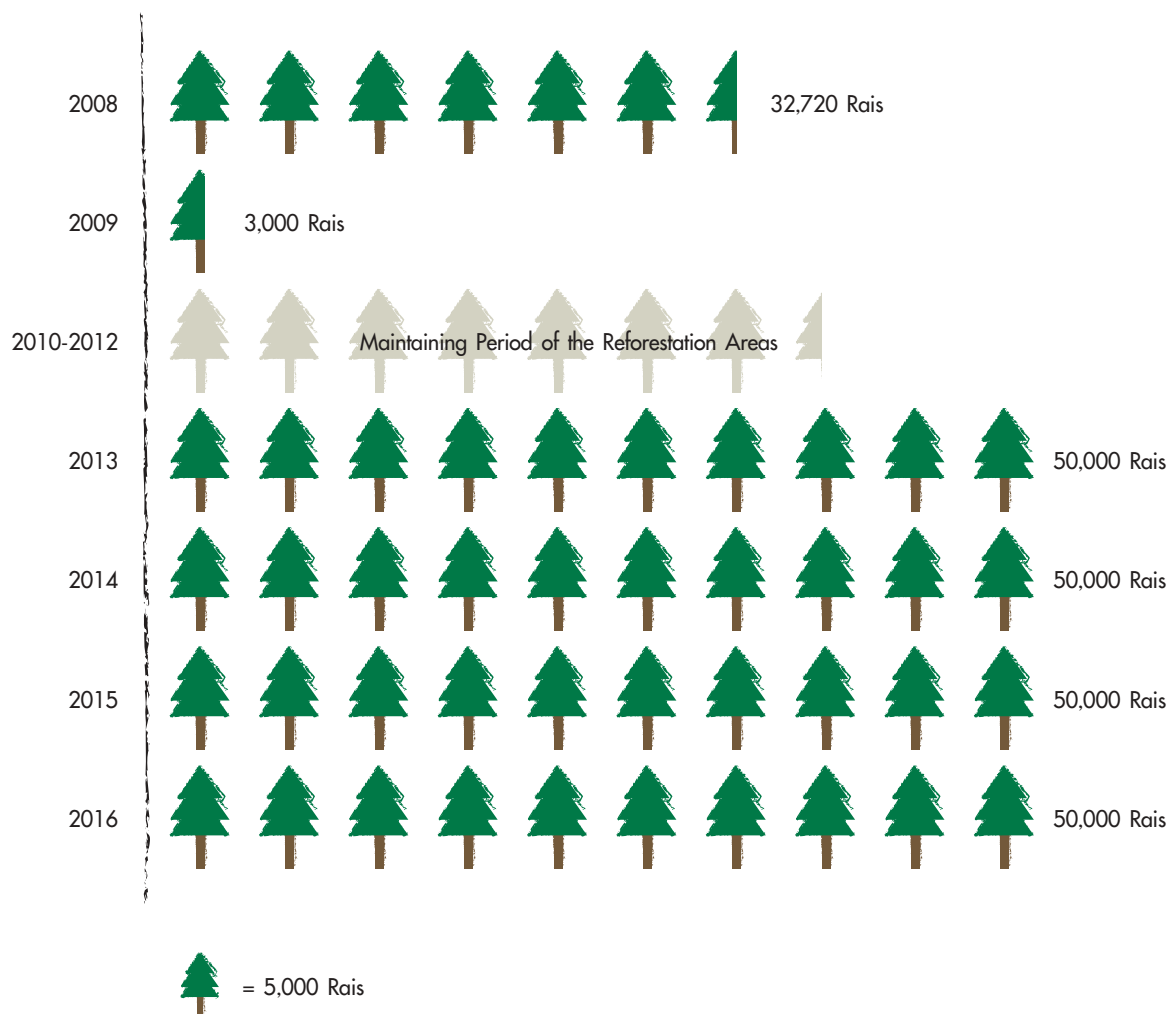 2008 32,720 Rais
2009 3,000 Rais
2010-2012 Maintaining Period of the Reforestation Areas
2013 50,000 Rais
2014 50,000 Rais
2015 50,000 Rais
2016 50,000 Rais
= 5,000 Rais